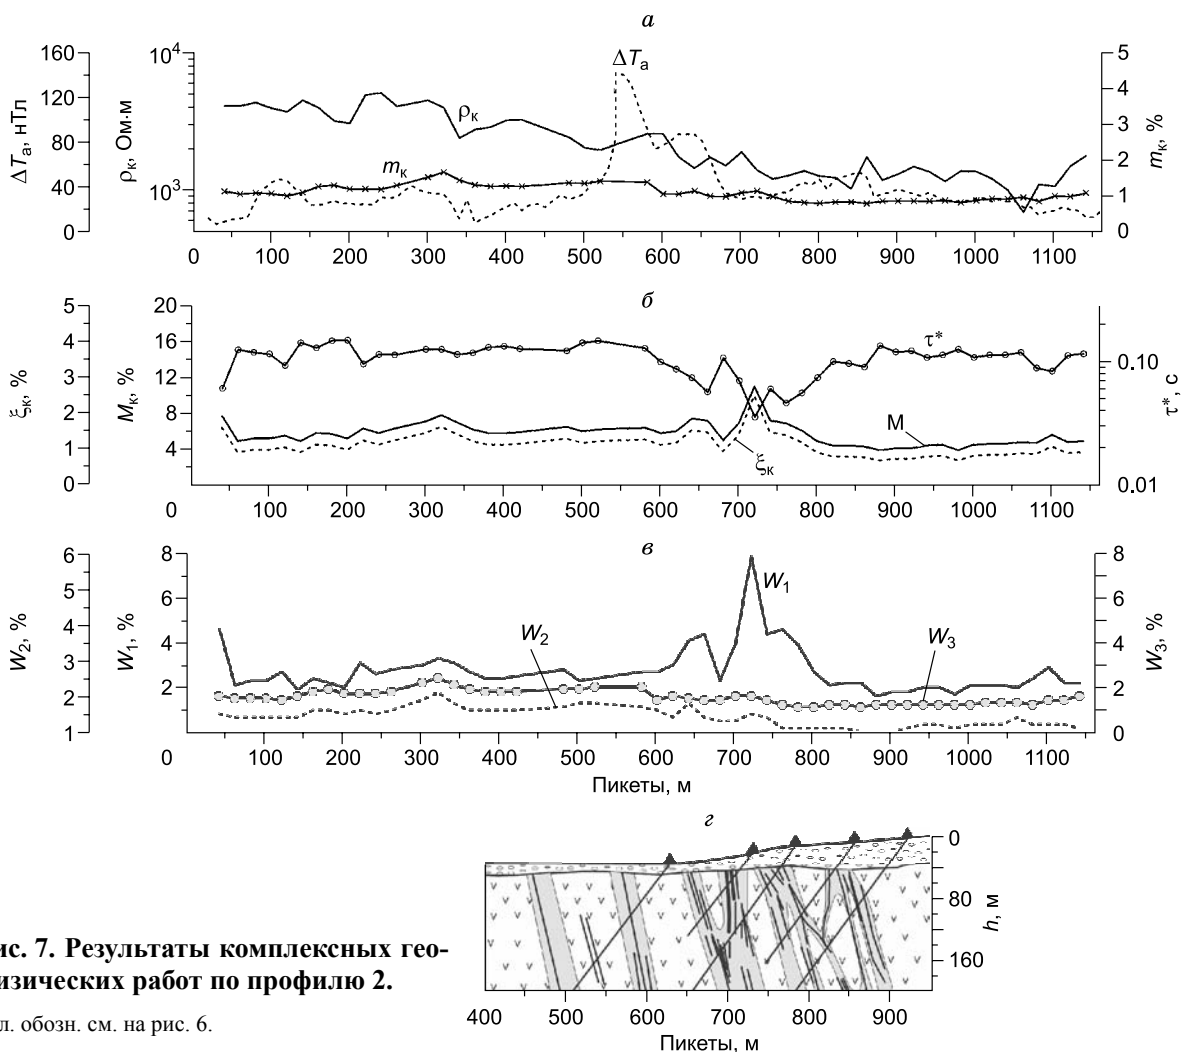 а
160
120
80
40
0
ΔTа, нТл
10⁴
10³
ρк, Ом·м
ΔTа
ρк
mк
5
4
3
2
1
0
mк, %
0 100 200 300 400 500 600 700 800 900 1000 1100
б
5
4
3
2
1
0
ξк, %
20
16
12
8
4
Mк, %
τ*
M
ξк
0.10
0.01
τ*, с
0 100 200 300 400 500 600 700 800 900 1000 1100
в
6
5
4
3
2
1
W2, %
8
6
4
2
W1, %
W1
W2
W3
8
6
4
2
0
W3, %
0 100 200 300 400 500 600 700 800 900 1000 1100
Пикеты, м
г
0
80
160
h, м
400 500 600 700 800 900
Пикеты, м
ис. 7. Результаты комплексных гео-
изических работ по профилю 2.
л. обозн. см. на рис. 6.